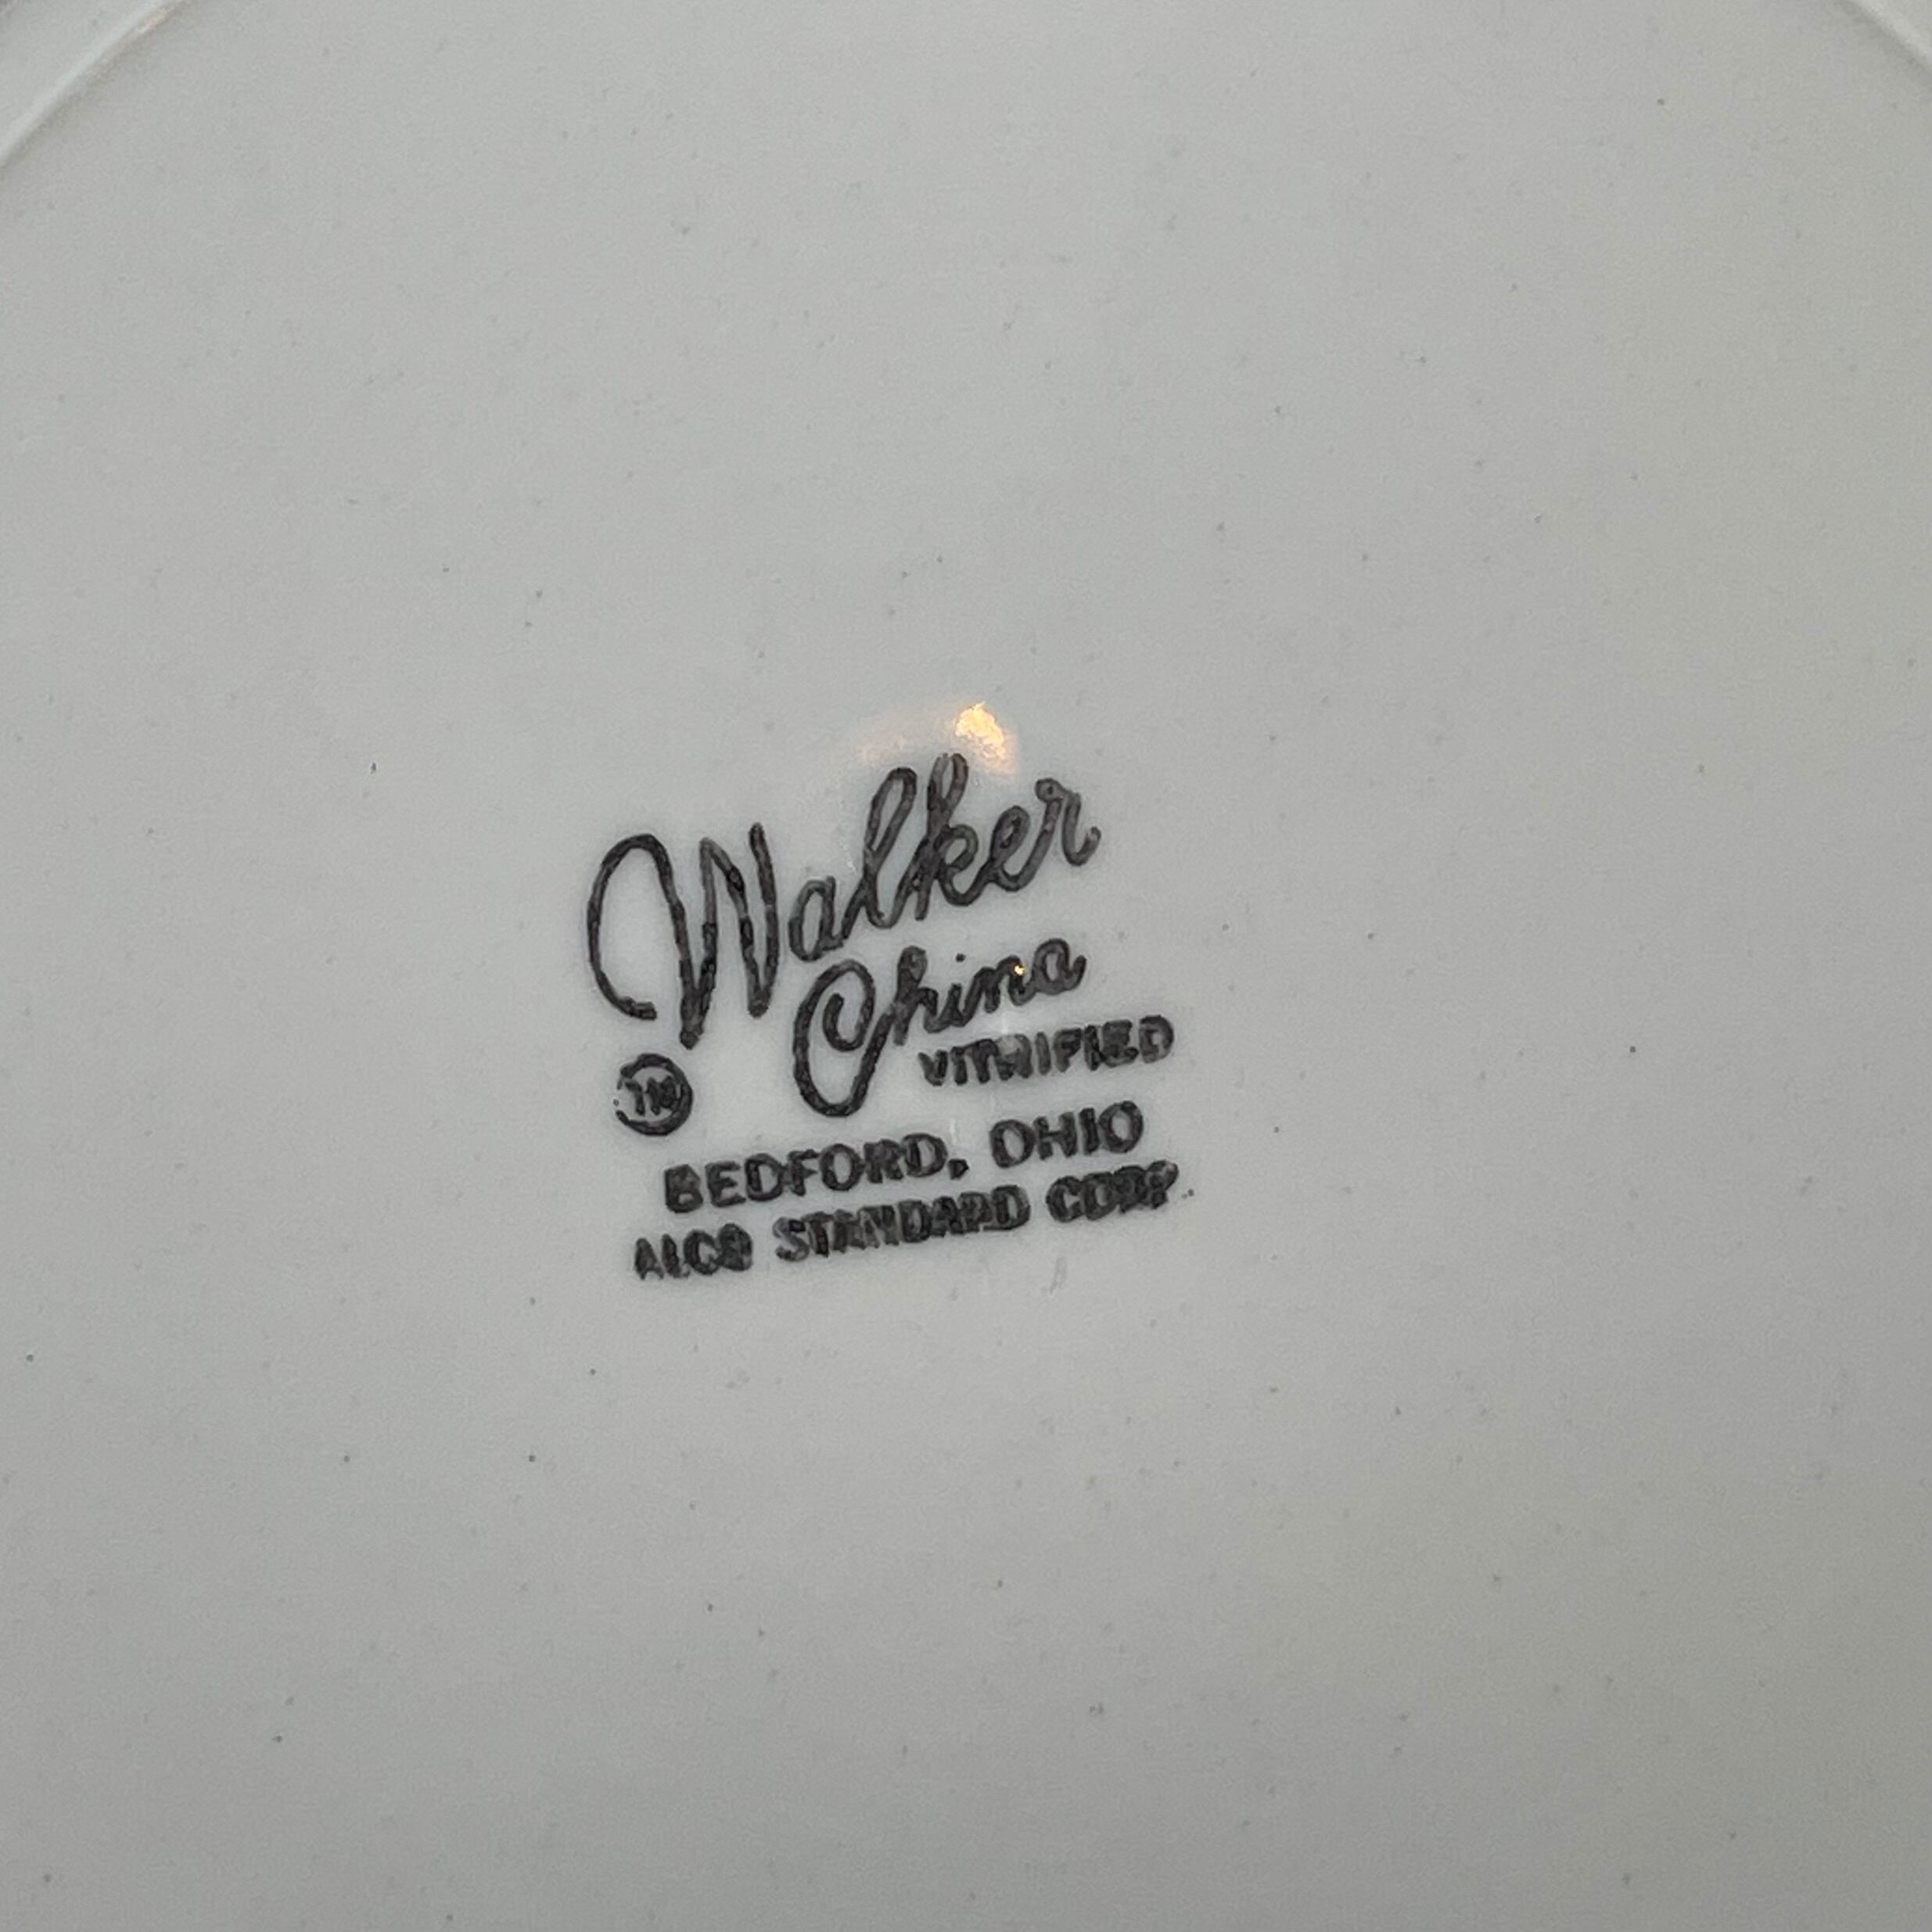 Walker
China
VITRIFIED
TM
BEDFORD, OHIO
ALCO STANDARD CORP.